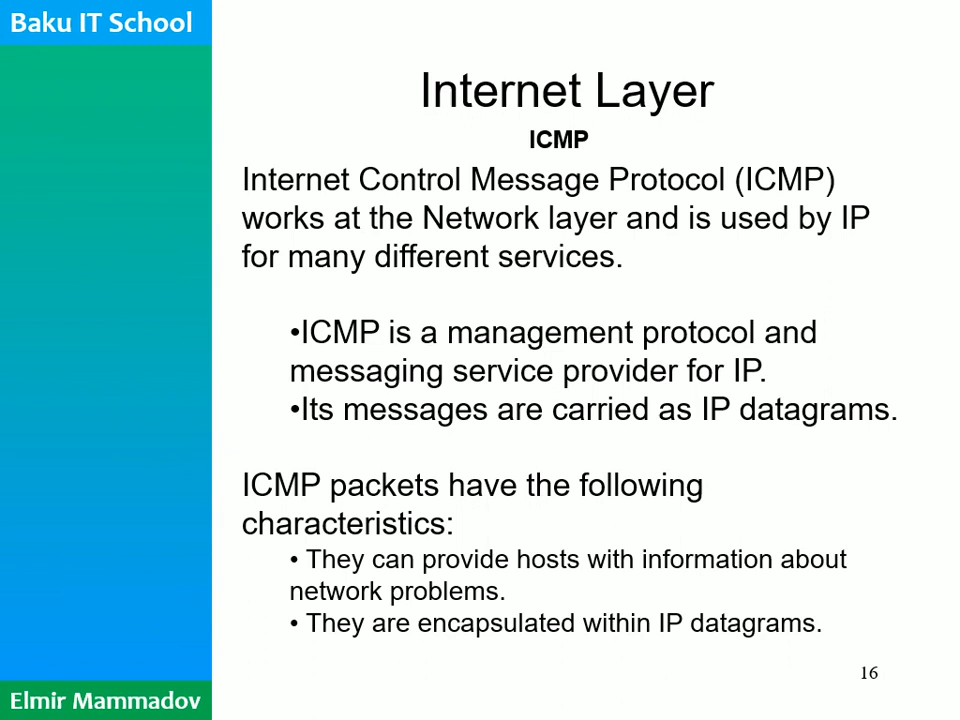 Baku IT School
Internet Layer
ICMP
Internet Control Message Protocol (ICMP)
works at the Network layer and is used by IP
for many different services.
•ICMP is a management protocol and
messaging service provider for IP.
•Its messages are carried as IP datagrams.
ICMP packets have the following
characteristics:
• They can provide hosts with information about
network problems.
• They are encapsulated within IP datagrams.
16
Elmir Mammadov